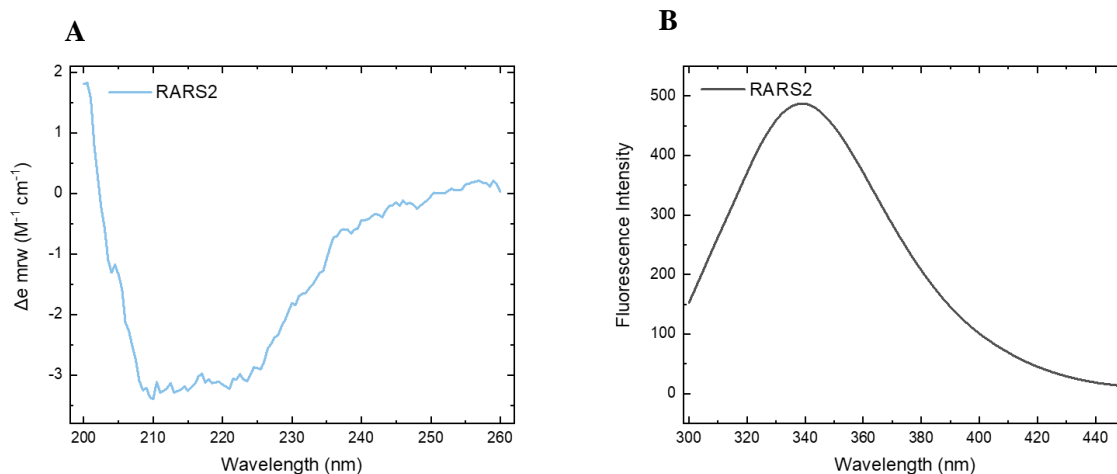 A
RARS2
2
1
0
-1
-2
-3
Δe mrw (M⁻¹ cm⁻¹)
200 210 220 230 240 250 260
Wavelength (nm)
B
RARS2
500
400
300
200
100
0
Fluorescence Intensity
300 320 340 360 380 400 420 440
Wavelength (nm)